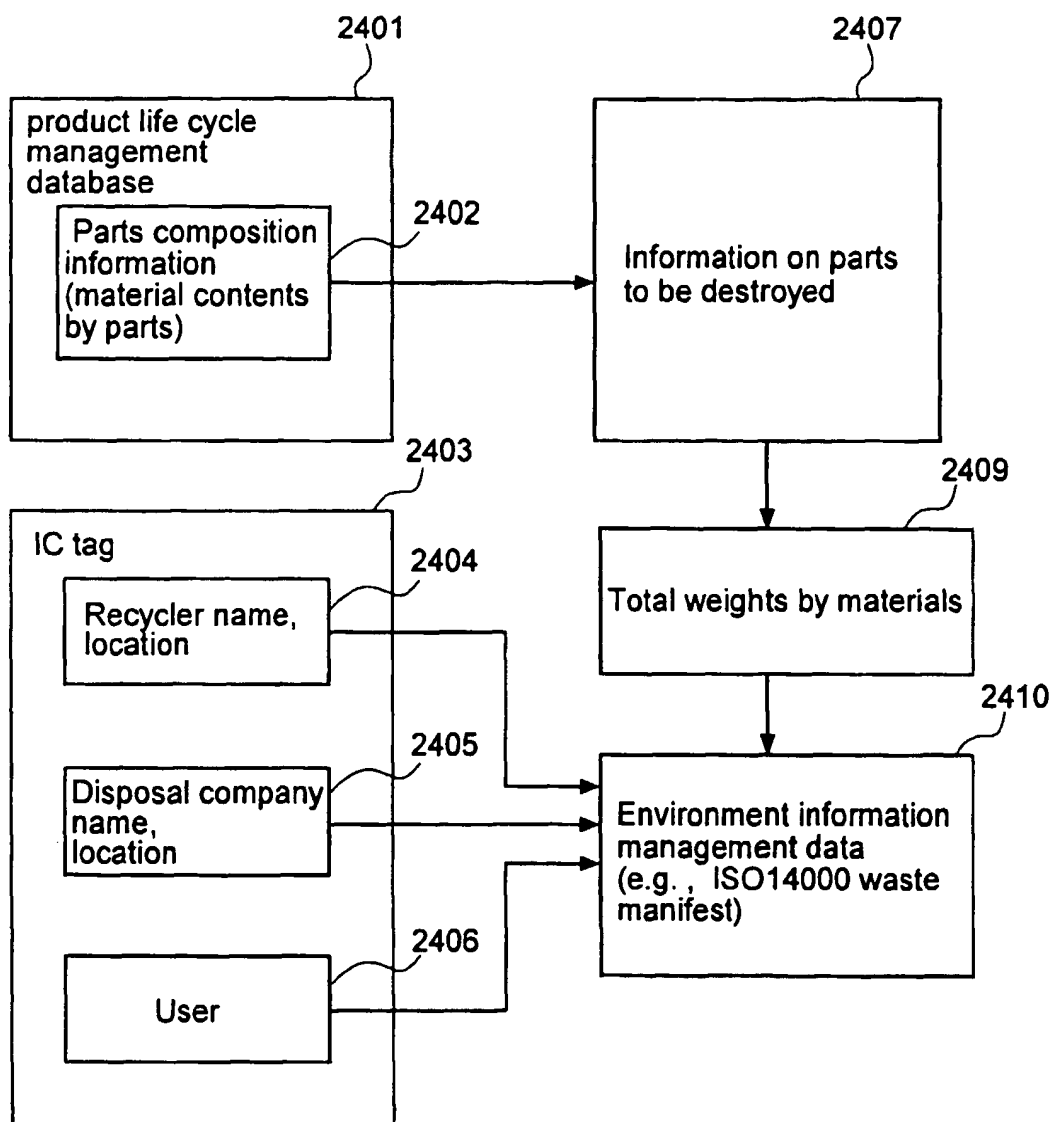 2401
product life cycle
management
database
2402
Parts composition
information
(material contents
by parts)
2407
Information on parts
to be destroyed
2403
IC tag
2404
Recycler name,
location
2405
Disposal company
name,
location
2406
User
2409
Total weights by materials
2410
Environment information
management data
(e.g. , ISO14000 waste
manifest)